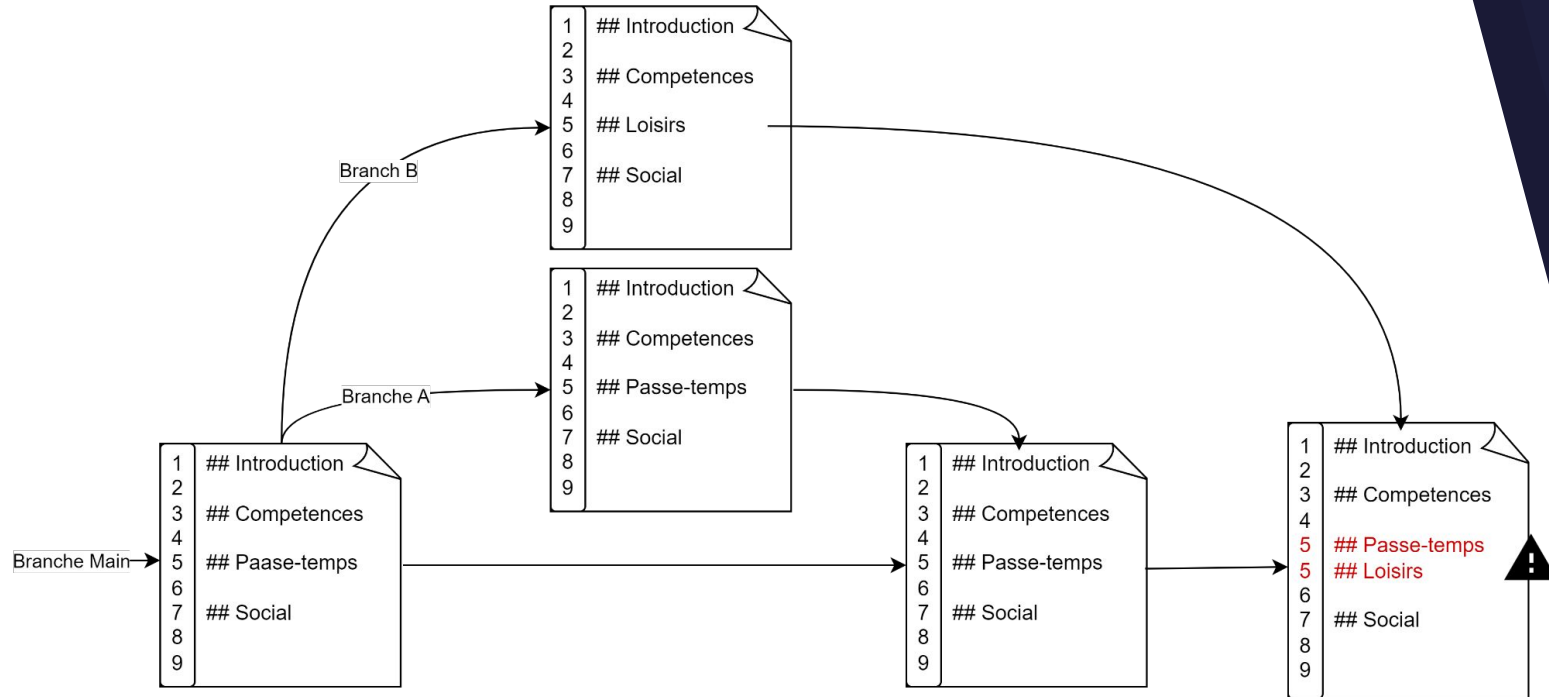 1 ## Introduction
2
3 ## Competences
4
5 ## Loisirs
6
7 ## Social
8
9
Branch B
1 ## Introduction
2
3 ## Competences
4
5 ## Passe-temps
6
7 ## Social
8
9
Branche A
Branche Main
1 ## Introduction
2
3 ## Competences
4
5 ## Paase-temps
6
7 ## Social
8
9
1 ## Introduction
2
3 ## Competences
4
5 ## Passe-temps
6
7 ## Social
8
9
1 ## Introduction
2
3 ## Competences
4
5 ## Passe-temps
5 ## Loisirs
6
7 ## Social
8
9
!